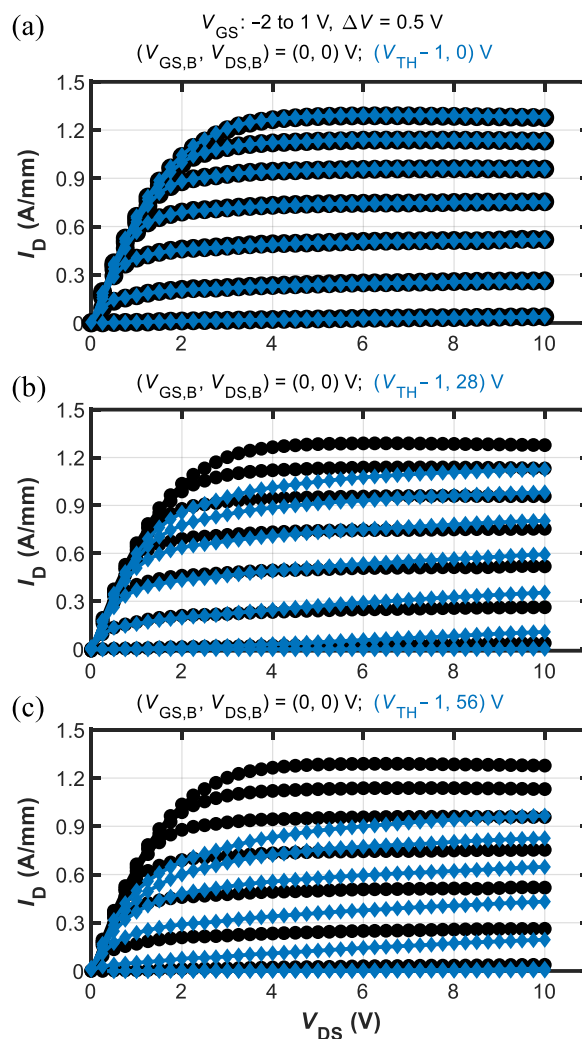 (a)
V_GS: -2 to 1 V, ΔV = 0.5 V
(V_GS,B, V_DS,B) = (0, 0) V; (V_TH − 1, 0) V
1.5
1.2
0.9
0.6
0.3
0
I_D (A/mm)
0 2 4 6 8 10
(b)
(V_GS,B, V_DS,B) = (0, 0) V; (V_TH − 1, 28) V
1.5
1.2
0.9
0.6
0.3
0
I_D (A/mm)
0 2 4 6 8 10
(c)
(V_GS,B, V_DS,B) = (0, 0) V; (V_TH − 1, 56) V
1.5
1.2
0.9
0.6
0.3
0
I_D (A/mm)
0 2 4 6 8 10
V_DS (V)